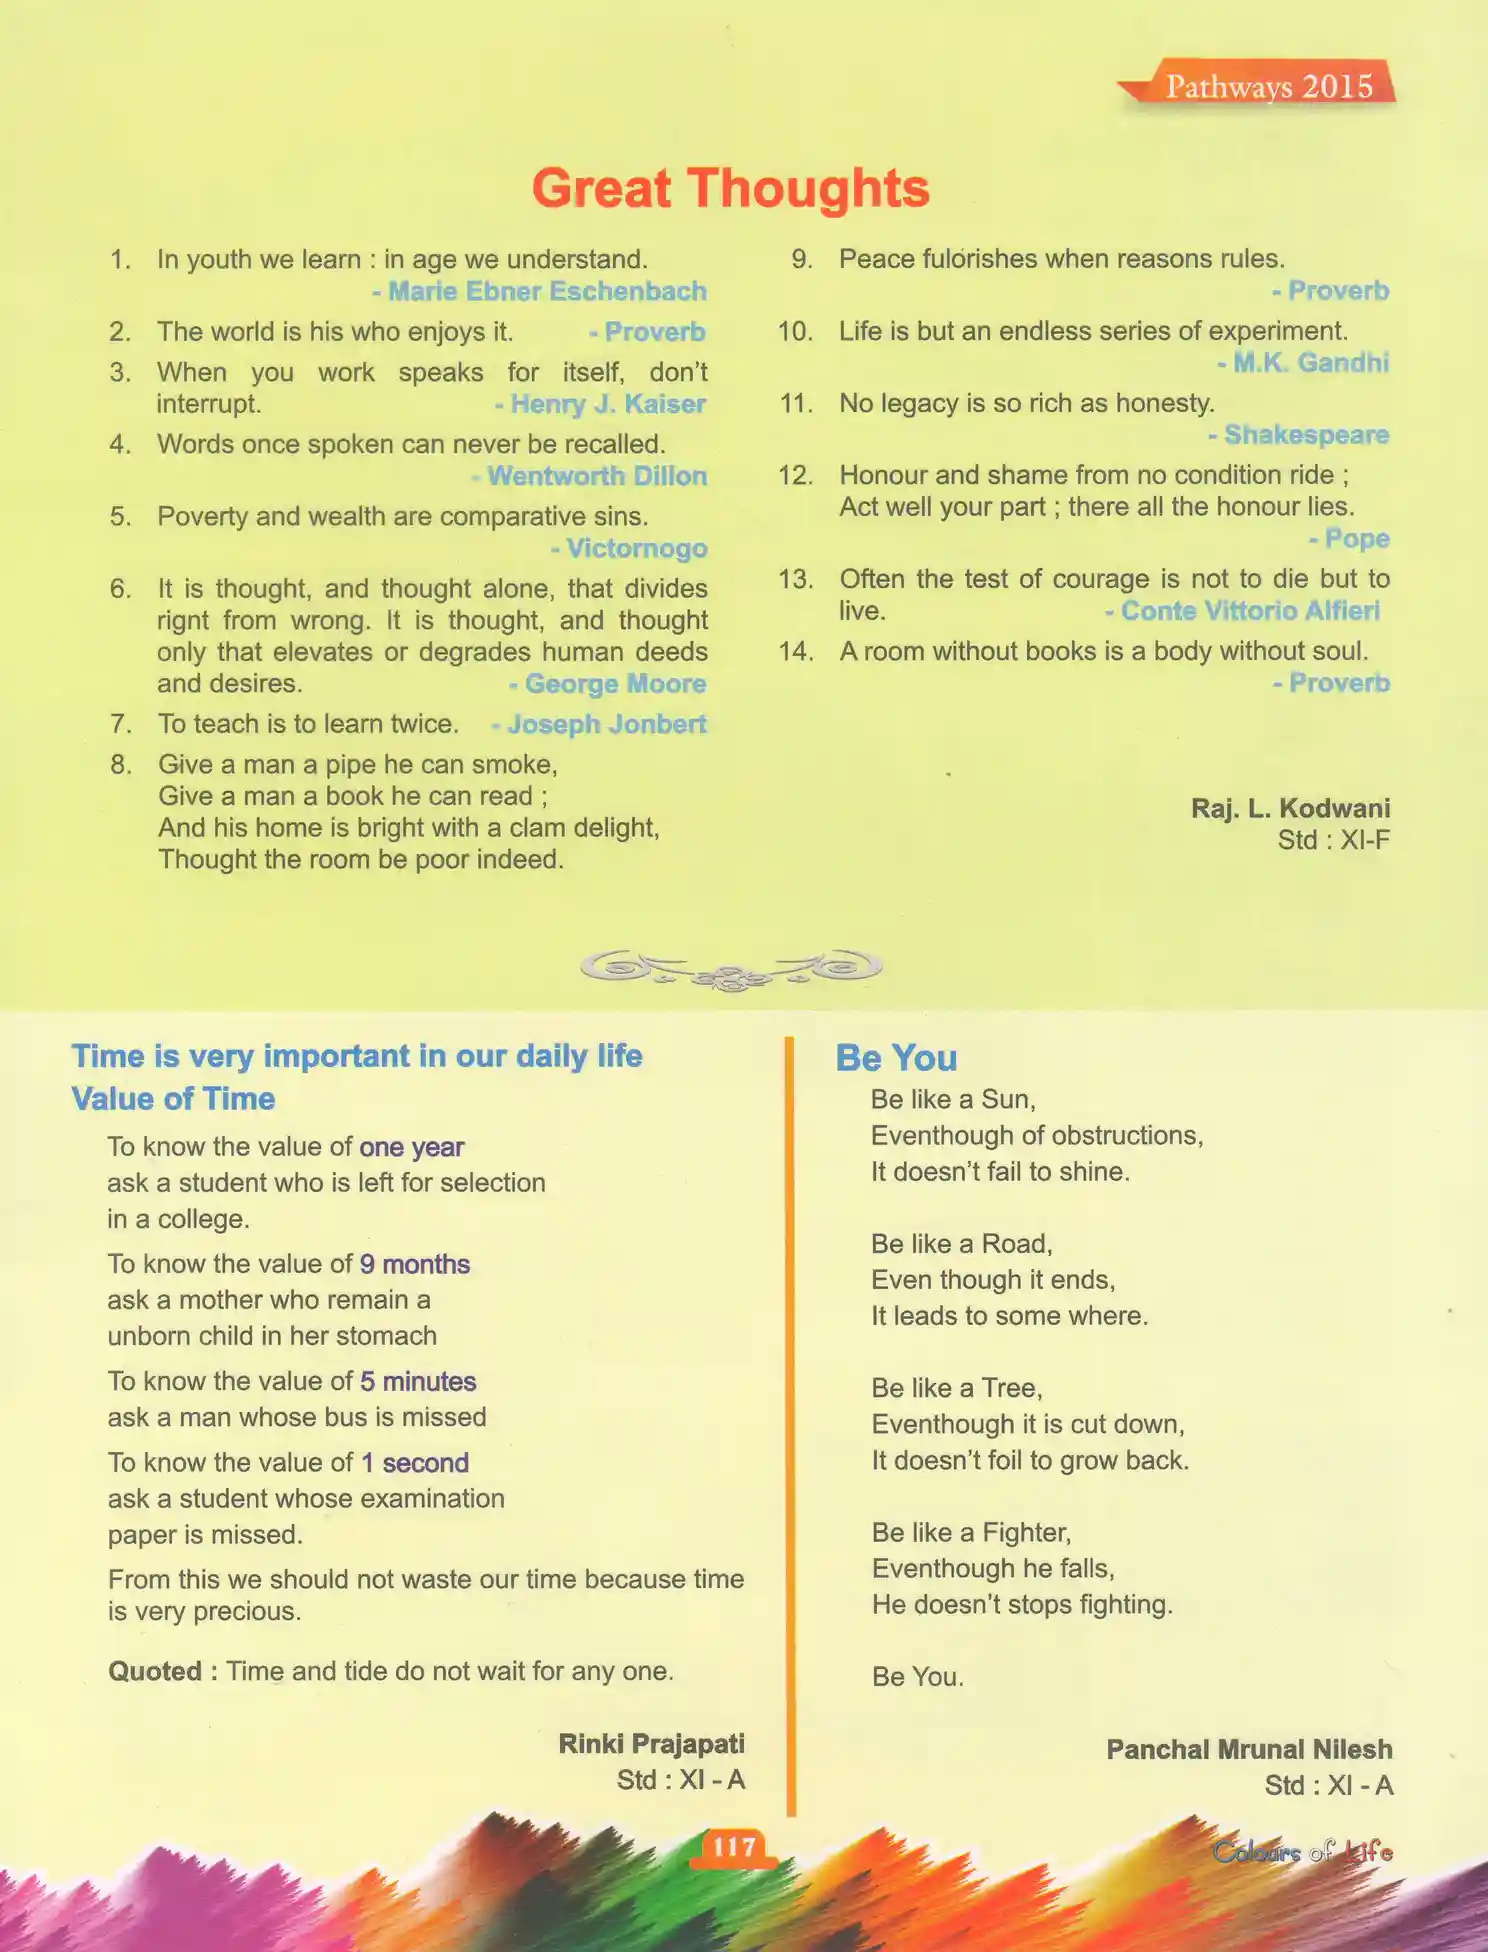 Pathways 2015
Great Thoughts
1. In youth we learn : in age we understand.
- Marie Ebner Eschenbach
2. The world is his who enjoys it. - Proverb
3. When you work speaks for itself, don't
interrupt. - Henry J. Kaiser
4. Words once spoken can never be recalled.
- Wentworth Dillon
5. Poverty and wealth are comparative sins.
- Victornogo
6. It is thought, and thought alone, that divides
rignt from wrong. It is thought, and thought
only that elevates or degrades human deeds
and desires. - George Moore
7. To teach is to learn twice. - Joseph Jonbert
8. Give a man a pipe he can smoke,
Give a man a book he can read ;
And his home is bright with a clam delight,
Thought the room be poor indeed.
9. Peace fulorishes when reasons rules.
- Proverb
10. Life is but an endless series of experiment.
- M.K. Gandhi
11. No legacy is so rich as honesty.
- Shakespeare
12. Honour and shame from no condition ride ;
Act well your part ; there all the honour lies.
- Pope
13. Often the test of courage is not to die but to
live. - Conte Vittorio Alfieri
14. A room without books is a body without soul.
- Proverb
Raj. L. Kodwani
Std : XI-F
Time is very important in our daily life
Value of Time
To know the value of one year
ask a student who is left for selection
in a college.
To know the value of 9 months
ask a mother who remain a
unborn child in her stomach
To know the value of 5 minutes
ask a man whose bus is missed
To know the value of 1 second
ask a student whose examination
paper is missed.
From this we should not waste our time because time
is very precious.
Quoted : Time and tide do not wait for any one.
Rinki Prajapati
Std : XI - A
Be You
Be like a Sun,
Eventhough of obstructions,
It doesn't fail to shine.
Be like a Road,
Even though it ends,
It leads to some where.
Be like a Tree,
Eventhough it is cut down,
It doesn't foil to grow back.
Be like a Fighter,
Eventhough he falls,
He doesn't stops fighting.
Be You.
Panchal Mrunal Nilesh
Std : XI - A
117
Colours of Life